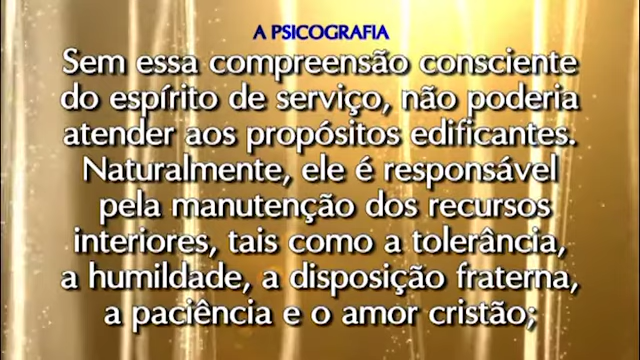 A PSICOGRAFIA
Sem essa compreensão consciente
do espírito de serviço, não poderia
atender aos propósitos edificantes.
Naturalmente, ele é responsável
pela manutenção dos recursos
interiores, tais como a tolerância,
a humildade, a disposição fraterna,
a paciência e o amor cristão;